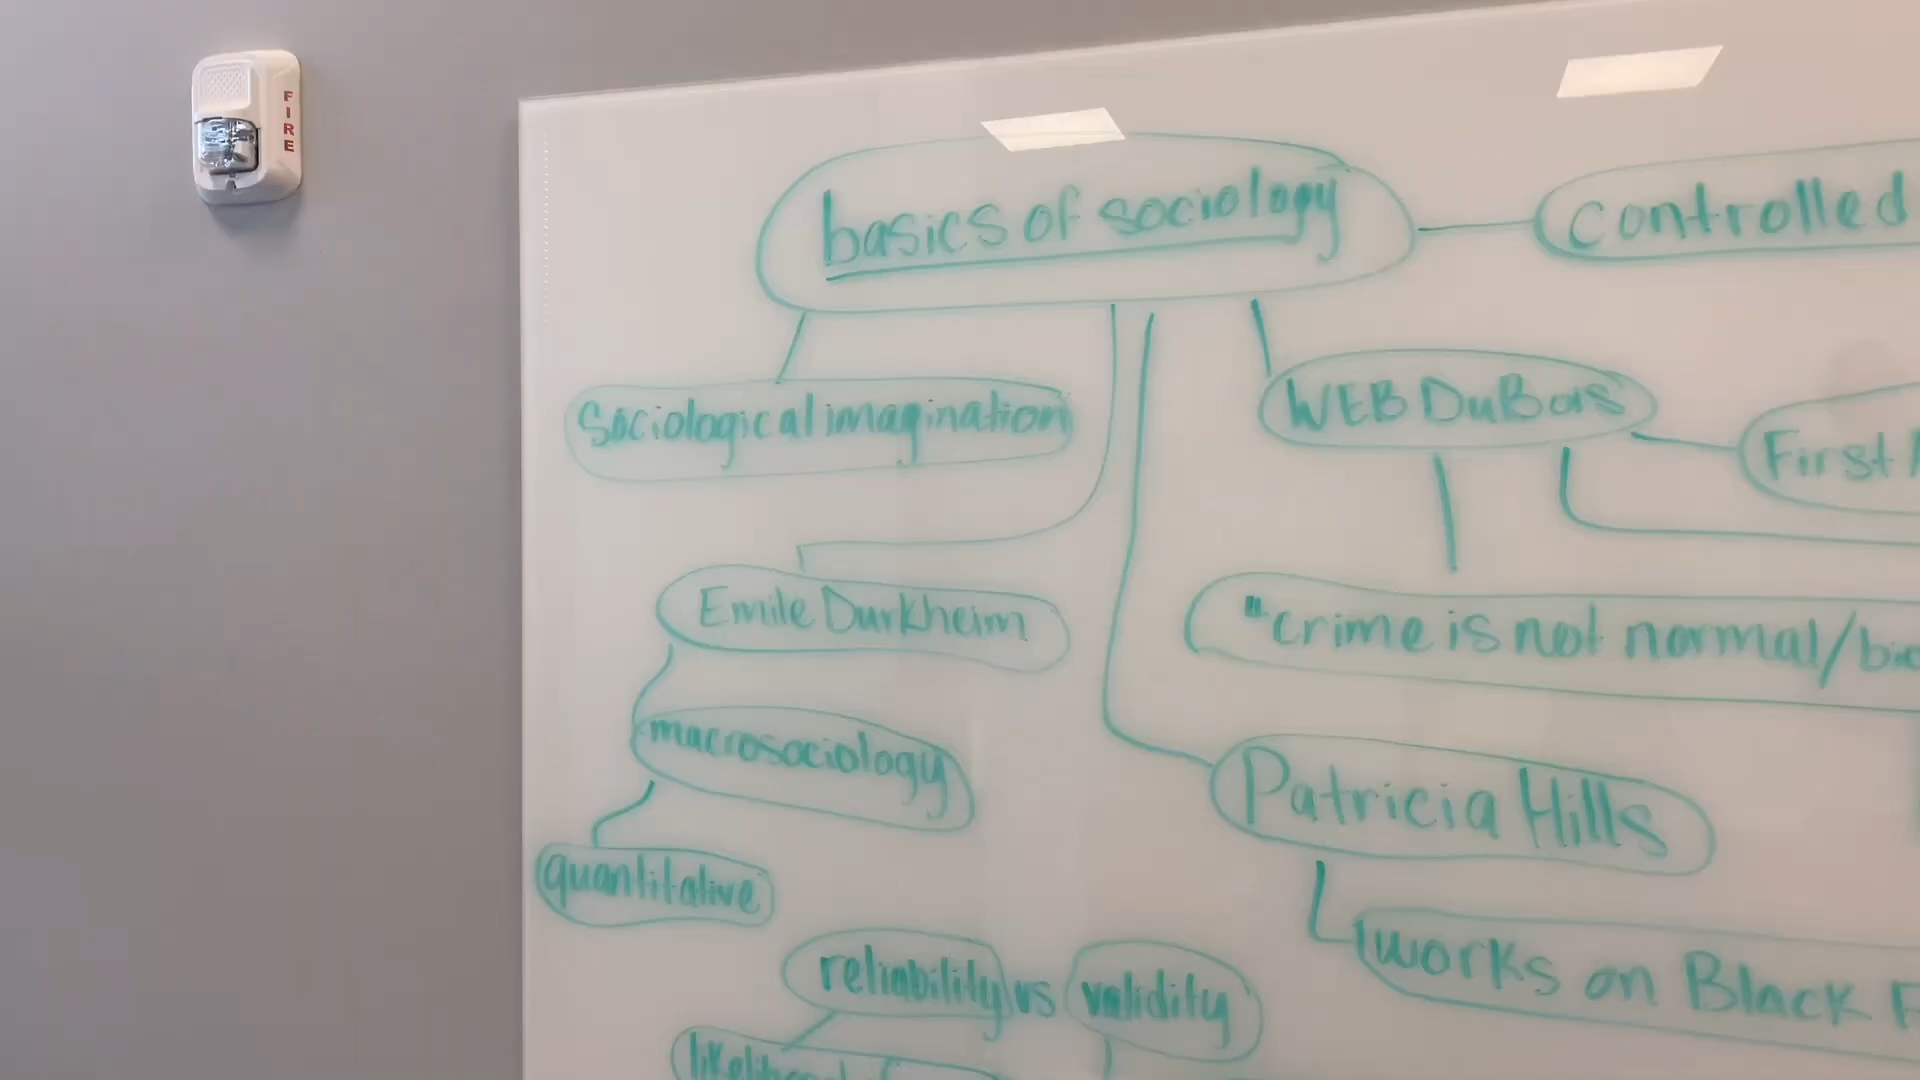 FIRE
basics of sociology
controlled
sociological imagination
WEB DuBois
First
Emile Durkheim
"crime is not normal/
macrosociology
Patricia Hills
quantitative
works on Black
reliability vs validity